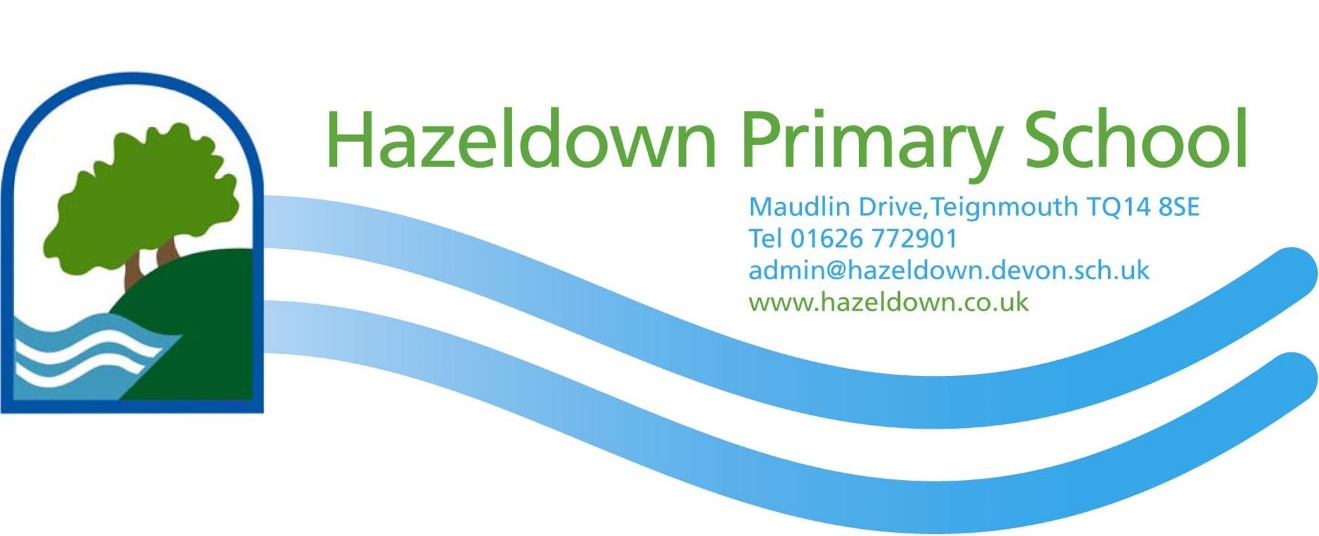 Hazeldown Primary School
Maudlin Drive,Teignmouth TQ14 8SE
Tel 01626 772901
admin@hazeldown.devon.sch.uk
www.hazeldown.co.uk